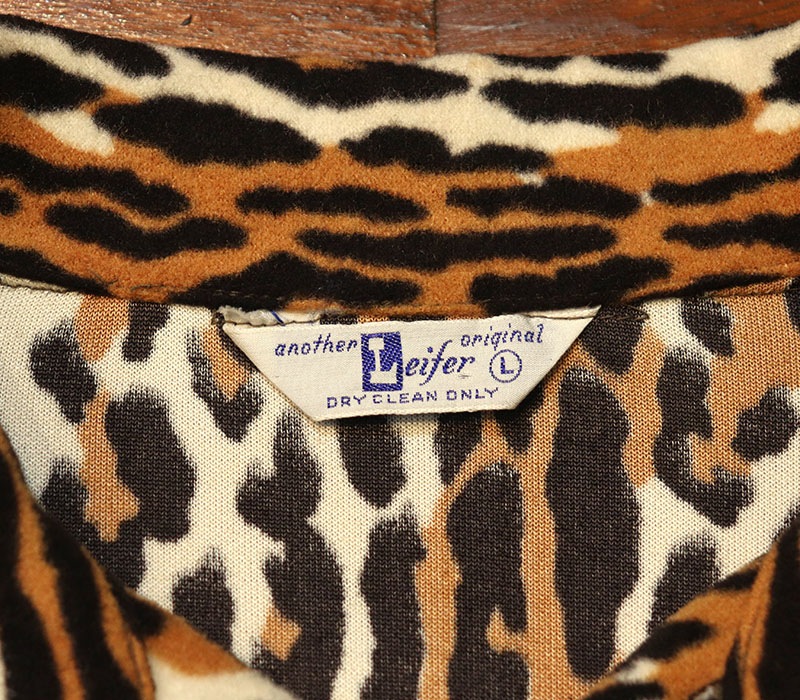 another Leifer original
L
DRY CLEAN ONLY